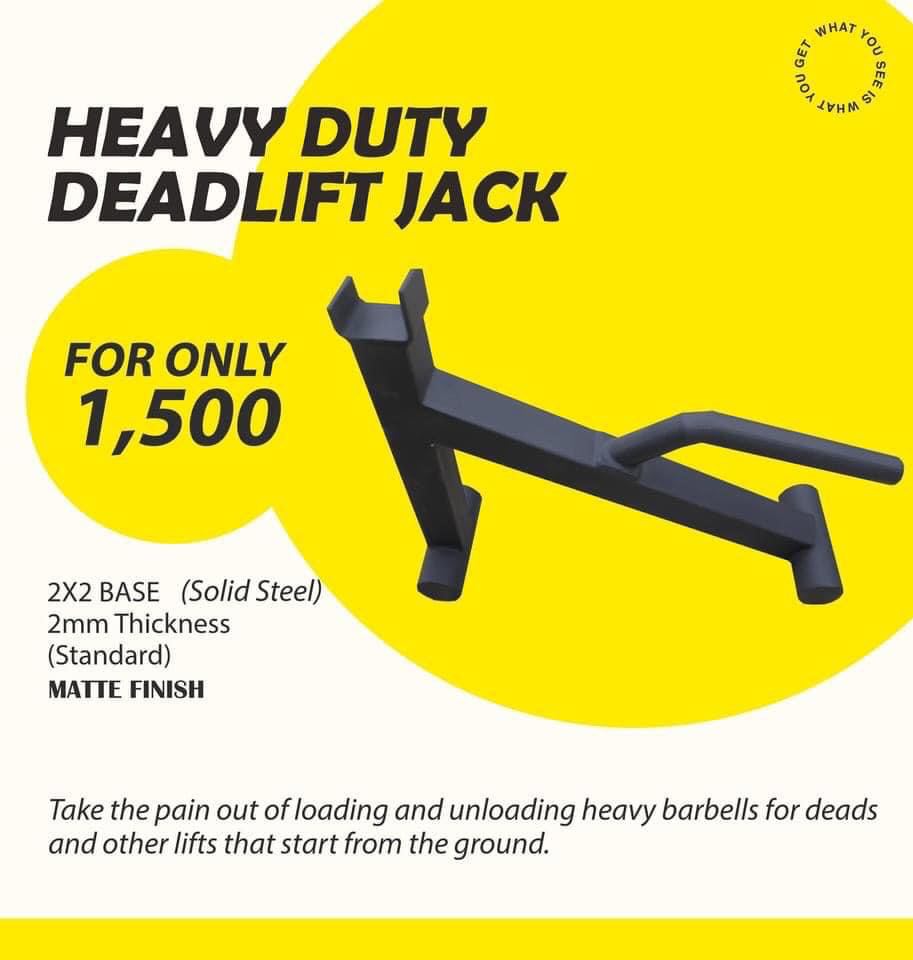 WHAT YOU SEE IS WHAT YOU GET
HEAVY DUTY
DEADLIFT JACK
FOR ONLY
1,500
2X2 BASE (Solid Steel)
2mm Thickness
(Standard)
MATTE FINISH
Take the pain out of loading and unloading heavy barbells for deads
and other lifts that start from the ground.